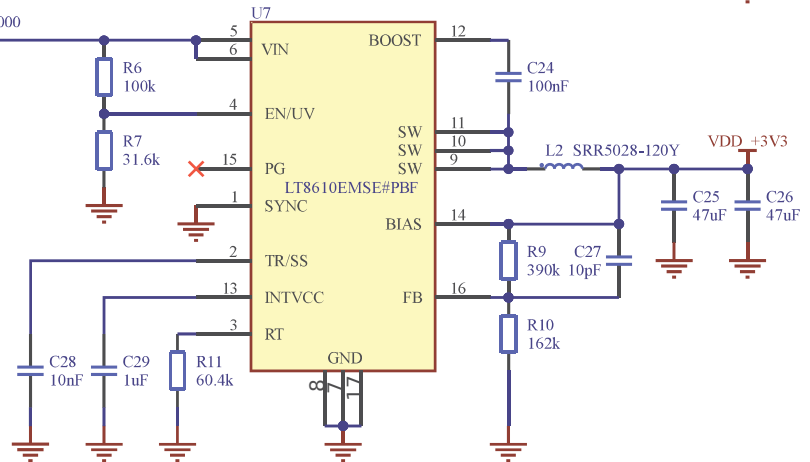 000
U7
5
6
VIN
BOOST
12
R6
100k
C24
100nF
4
EN/UV
R7
31.6k
SW
11
SW
10
SW
9
L2 SRR5028-120Y
VDD +3V3
15
PG
LT8610EMSE#PBF
1
SYNC
BIAS
14
C25
47uF
C26
47uF
2
TR/SS
R9
390k
C27
10pF
13
INTVCC
FB
16
3
RT
R10
162k
C28
10nF
C29
1uF
R11
60.4k
GND
8
7
17